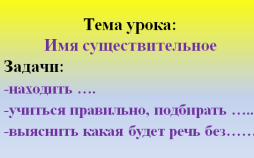 Тема урока:
Имя существительное
Задачи:
-находить ….
-учиться правильно, подбирать …..
-выяснить какая будет речь без……